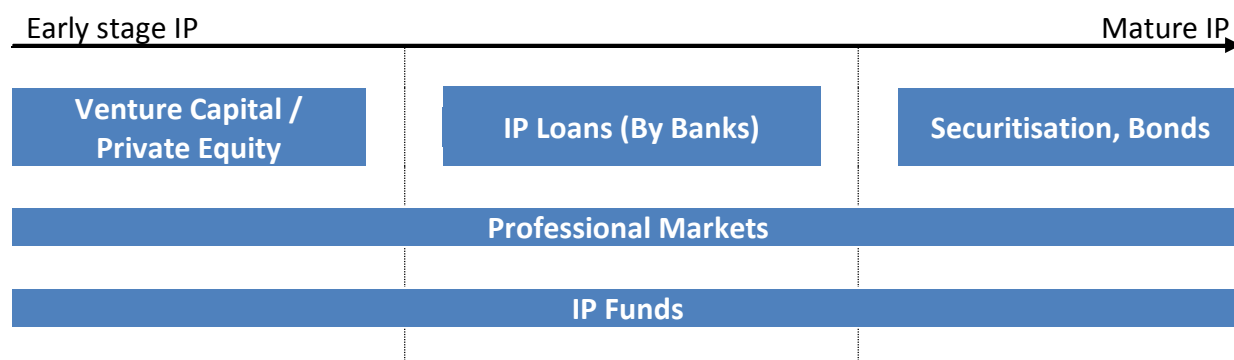 Early stage IP
Mature IP
Venture Capital /
Private Equity
IP Loans (By Banks)
Securitisation, Bonds
Professional Markets
IP Funds